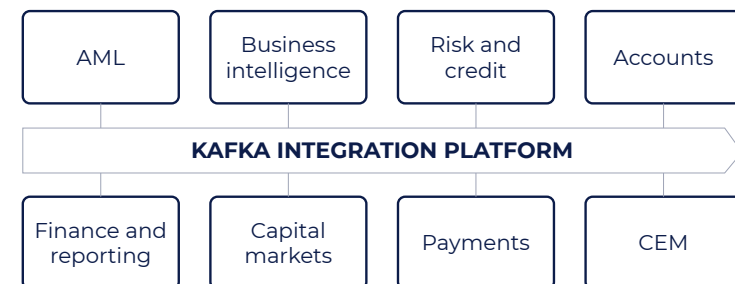 AML
Business
intelligence
Risk and
credit
Accounts
KAFKA INTEGRATION PLATFORM
Finance and
reporting
Capital
markets
Payments
CEM